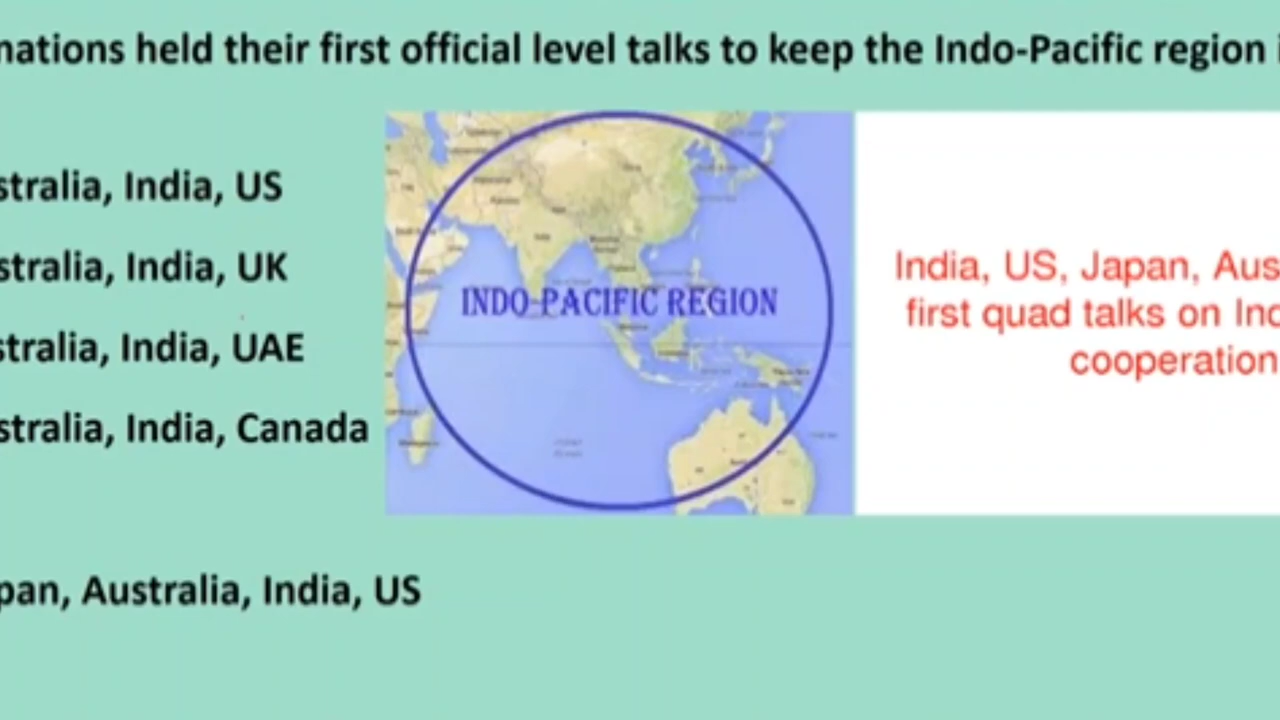 nations held their first official level talks to keep the Indo-Pacific region i
stralia, India, US
stralia, India, UK
stralia, India, UAE
stralia, India, Canada
INDO-PACIFIC REGION
India, US, Japan, Aus
first quad talks on Ind
cooperation
pan, Australia, India, US